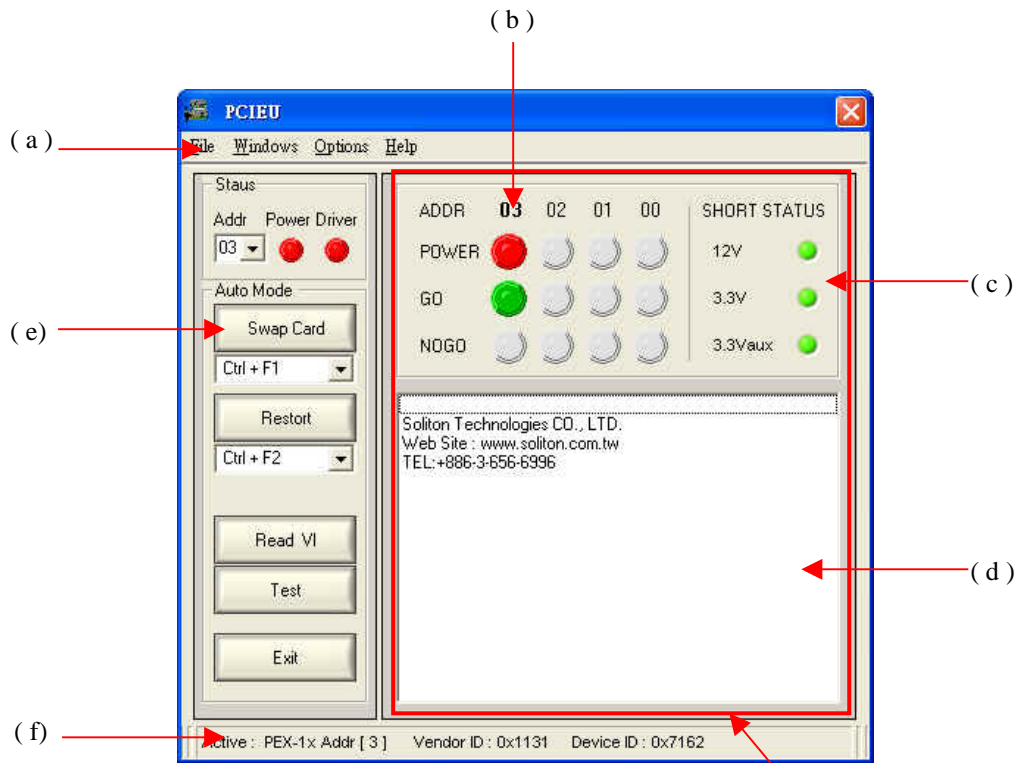 ( b )
PCIEU
( a )
File Windows Options Help
Staus
Addr Power Driver
03
ADDR 03 02 01 00
POWER
GO
NOGO
SHORT STATUS
12V
3.3V
3.3Vaux
( c )
Auto Mode
( e)
Swap Card
Ctrl + F1
Restort
Ctrl + F2
Read VI
Test
Exit
Soliton Technologies CO., LTD.
Web Site : www.soliton.com.tw
TEL:+886-3-656-6996
( d )
( f)
Active : PEX-1x Addr [ 3 ] Vendor ID : 0x1131 Device ID : 0x7162